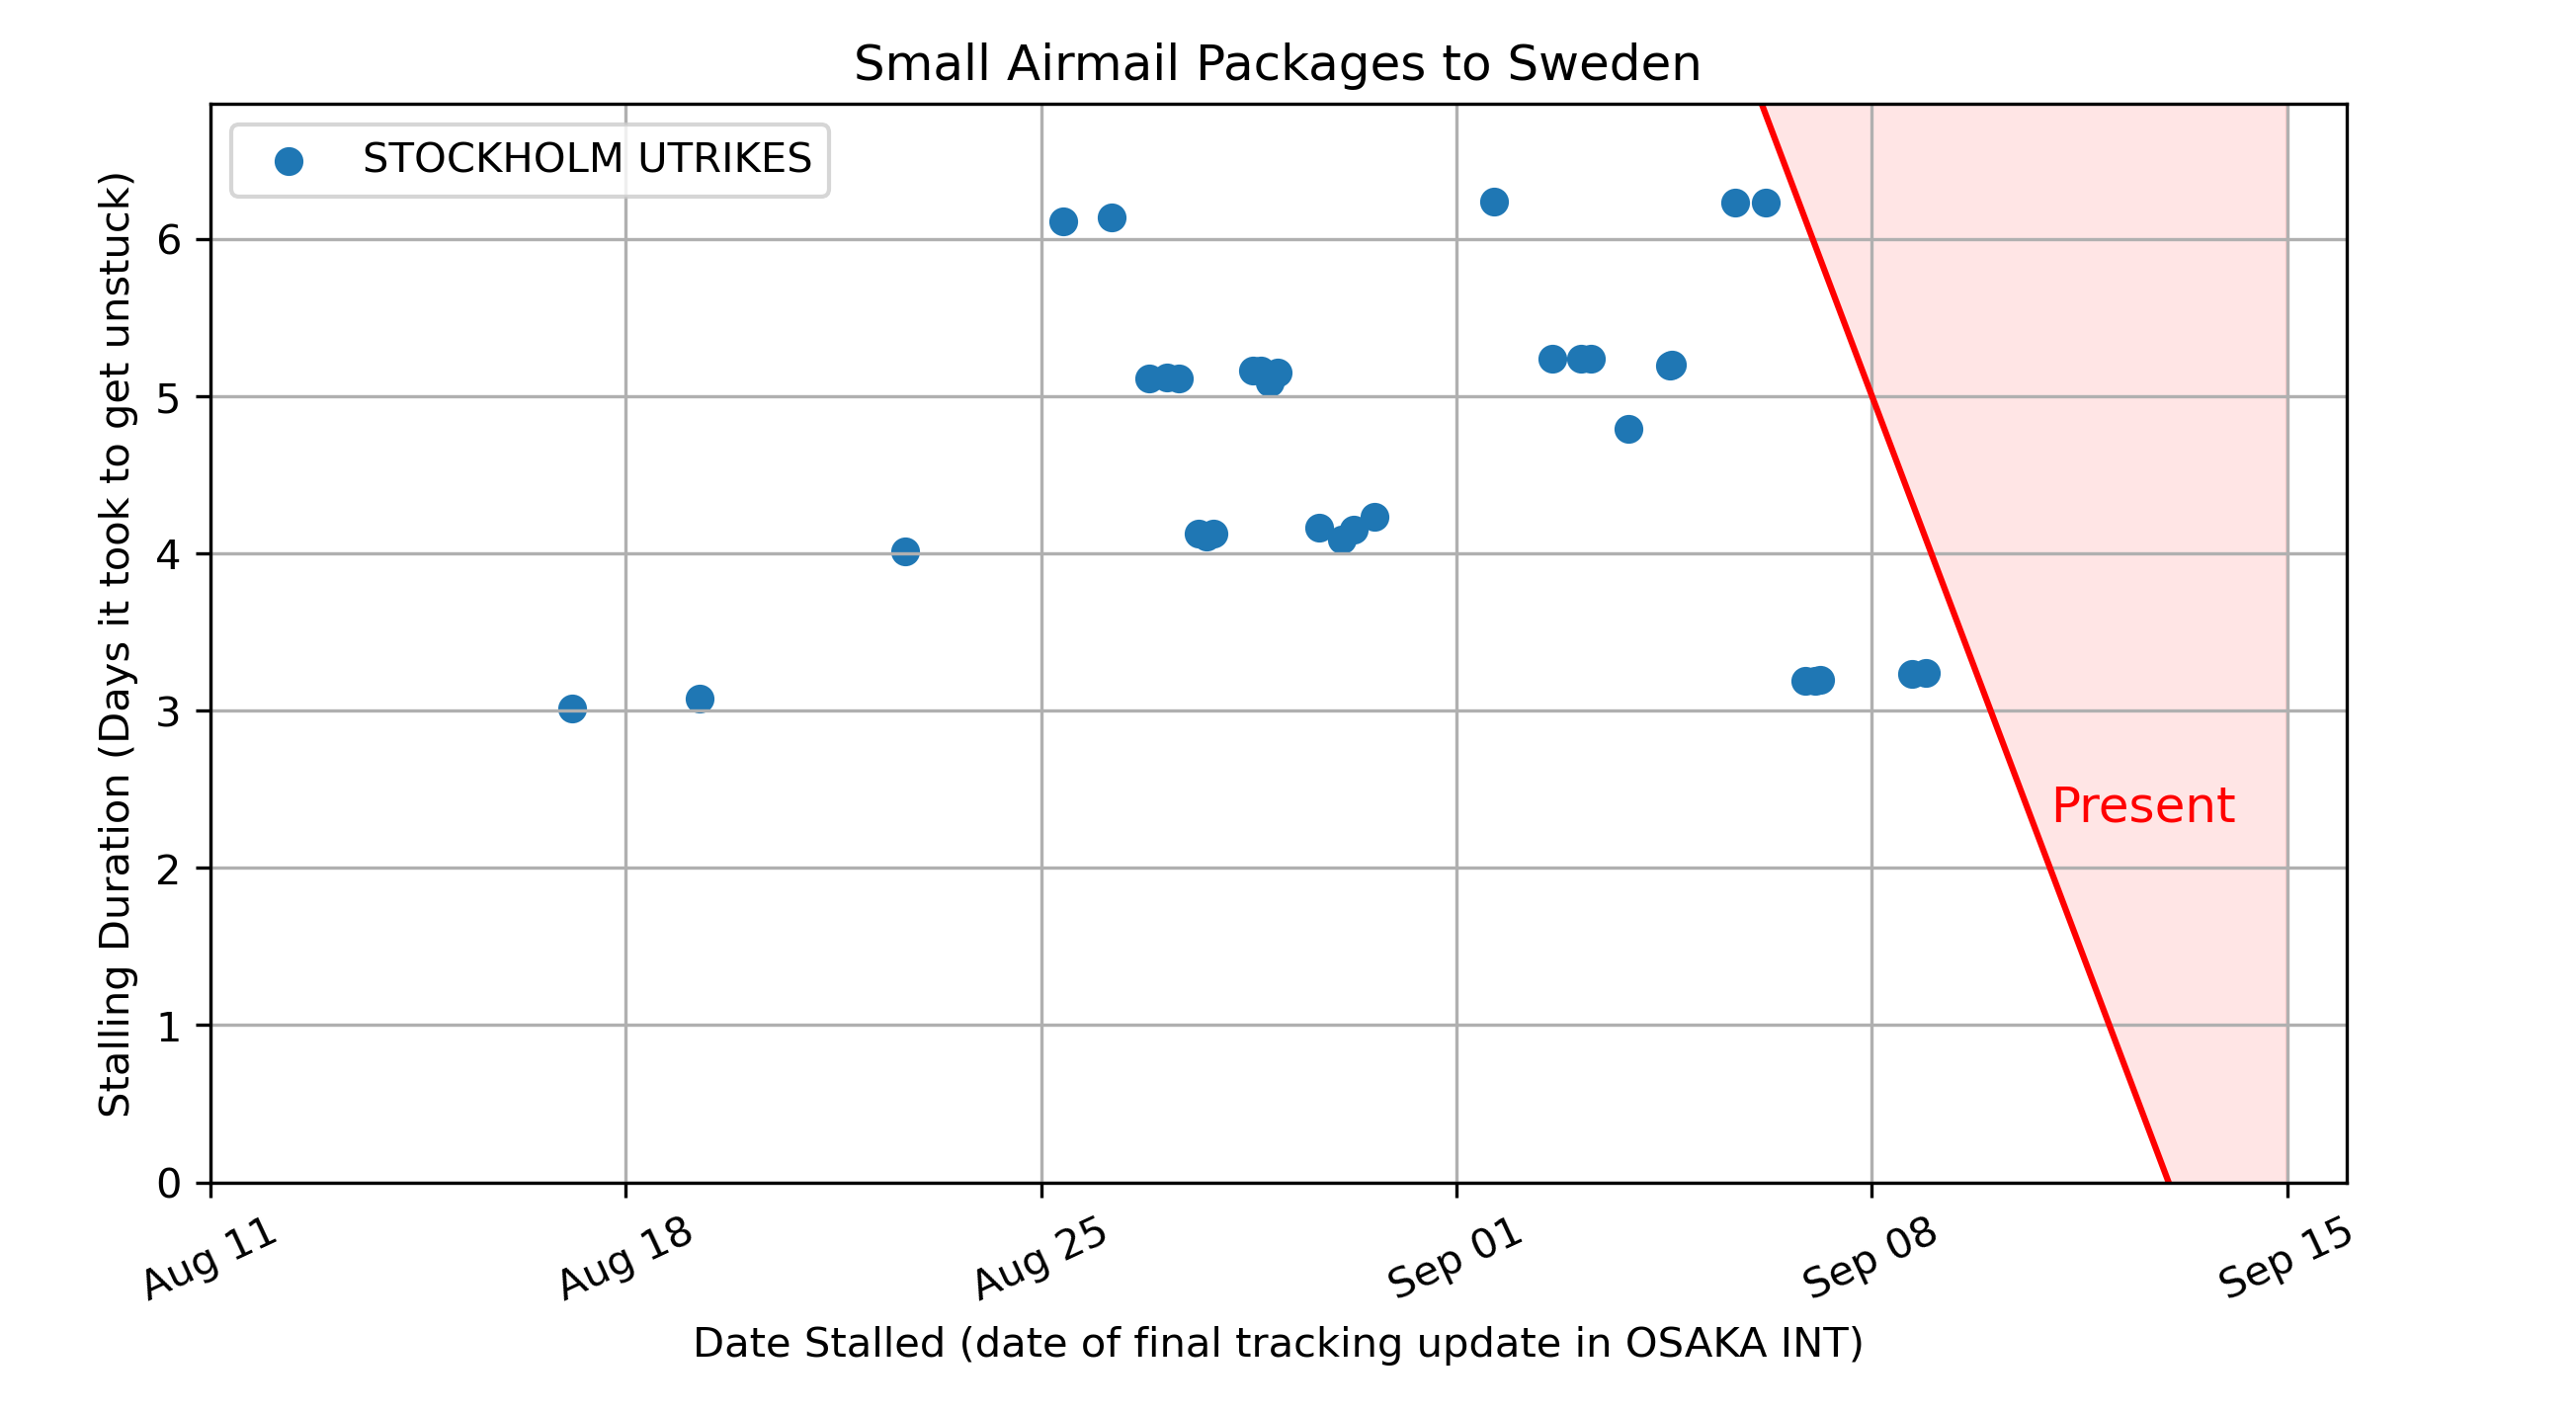 Small Airmail Packages to Sweden
STOCKHOLM UTRIKES
Stalling Duration (Days it took to get unstuck)
6
5
4
3
2
1
0
Present
Aug 11
Aug 18
Aug 25
Sep 01
Sep 08
Sep 15
Date Stalled (date of final tracking update in OSAKA INT)